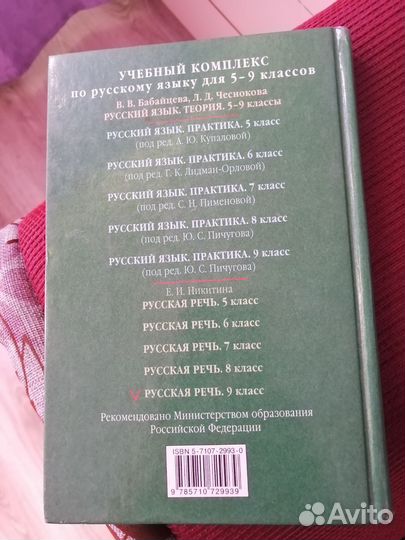 УЧЕБНЫЙ КОМПЛЕКС
по русскому языку для 5–9 классов
В. В. Бабайцева, Л. Д. Чеснокова
РУССКИЙ ЯЗЫК. ТЕОРИЯ. 5–9 классы
РУССКИЙ ЯЗЫК. ПРАКТИКА. 5 класс
(под ред. А. Ю. Купаловой)
РУССКИЙ ЯЗЫК. ПРАКТИКА. 6 класс
(под ред. Г. К. Лидман-Орловой)
РУССКИЙ ЯЗЫК. ПРАКТИКА. 7 класс
(под ред. С. Н. Пименовой)
РУССКИЙ ЯЗЫК. ПРАКТИКА. 8 класс
(под ред. Ю. С. Пичугова)
РУССКИЙ ЯЗЫК. ПРАКТИКА. 9 класс
(под ред. Ю. С. Пичугова)
Е. И. Никитина
РУССКАЯ РЕЧЬ. 5 класс
РУССКАЯ РЕЧЬ. 6 класс
РУССКАЯ РЕЧЬ. 7 класс
РУССКАЯ РЕЧЬ. 8 класс
РУССКАЯ РЕЧЬ. 9 класс
Рекомендовано Министерством образования
Российской Федерации
ISBN 5-7107-2993-0
9 785710 729939
Avito